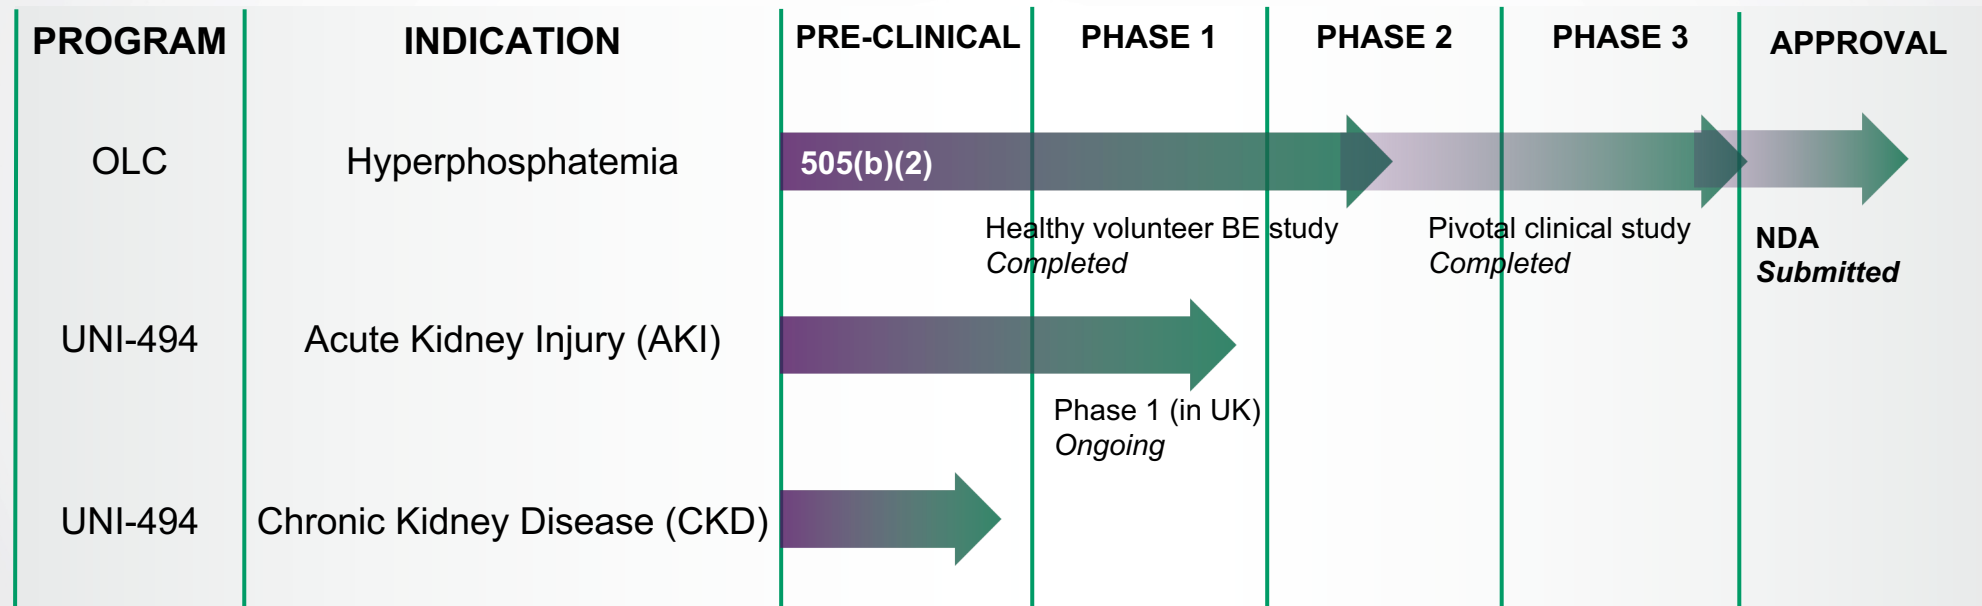 PROGRAM INDICATION PRE-CLINICAL PHASE 1 PHASE 2 PHASE 3 APPROVAL
OLC Hyperphosphatemia 505(b)(2)
Healthy volunteer BE study
Completed
Pivotal clinical study
Completed
NDA
Submitted
UNI-494 Acute Kidney Injury (AKI)
Phase 1 (in UK)
Ongoing
UNI-494 Chronic Kidney Disease (CKD)